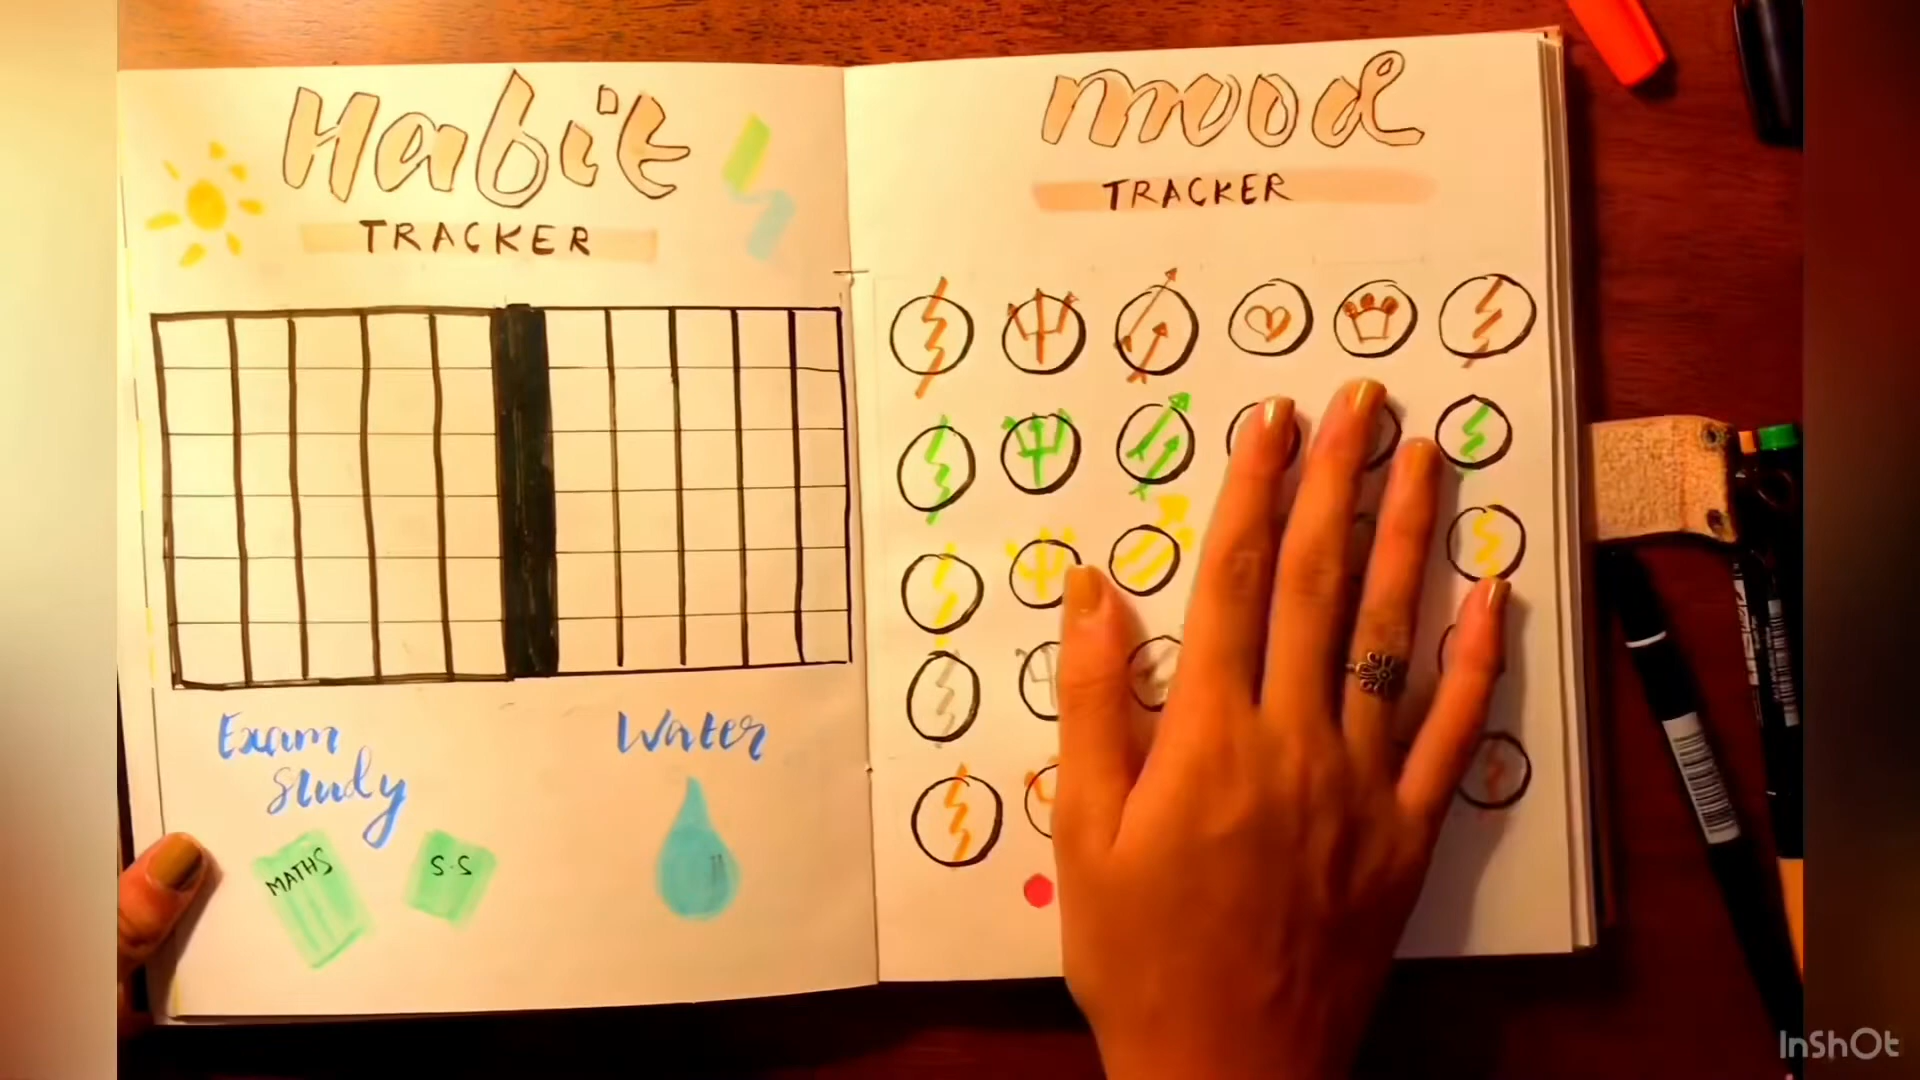 Habit
TRACKER
Exam
study
MATHS
S.S
Water
mood
TRACKER
InShOt